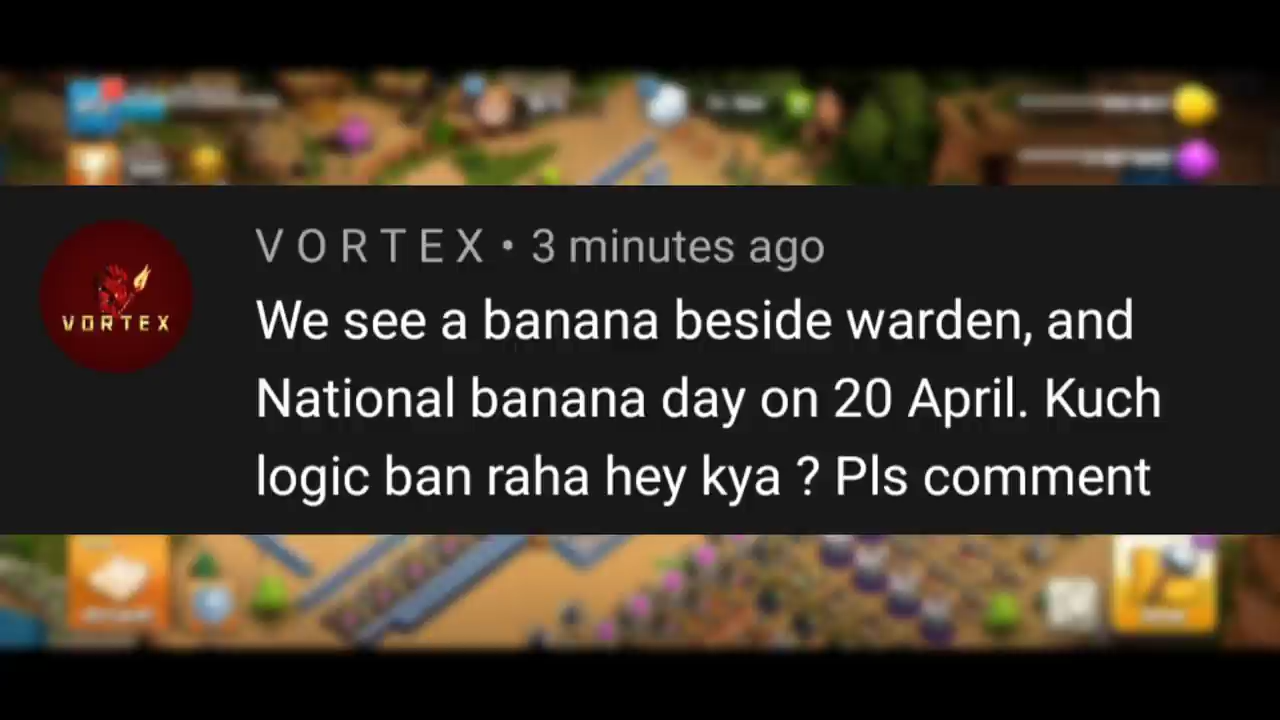 V O R T E X • 3 minutes ago
VORTEX
We see a banana beside warden, and
National banana day on 20 April. Kuch
logic ban raha hey kya ? Pls comment